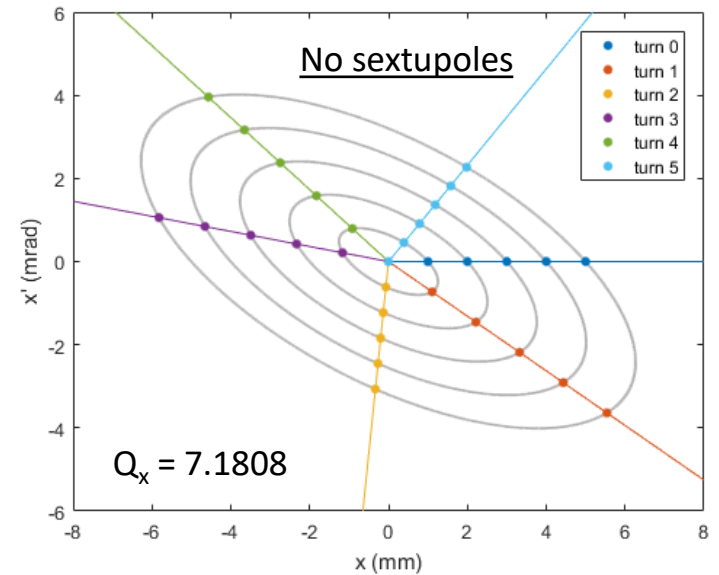 No sextupoles
turn 0
turn 1
turn 2
turn 3
turn 4
turn 5
6
4
2
0
-2
-4
-6
x' (mrad)
Qx = 7.1808
-8 -6 -4 -2 0 2 4 6 8
x (mm)